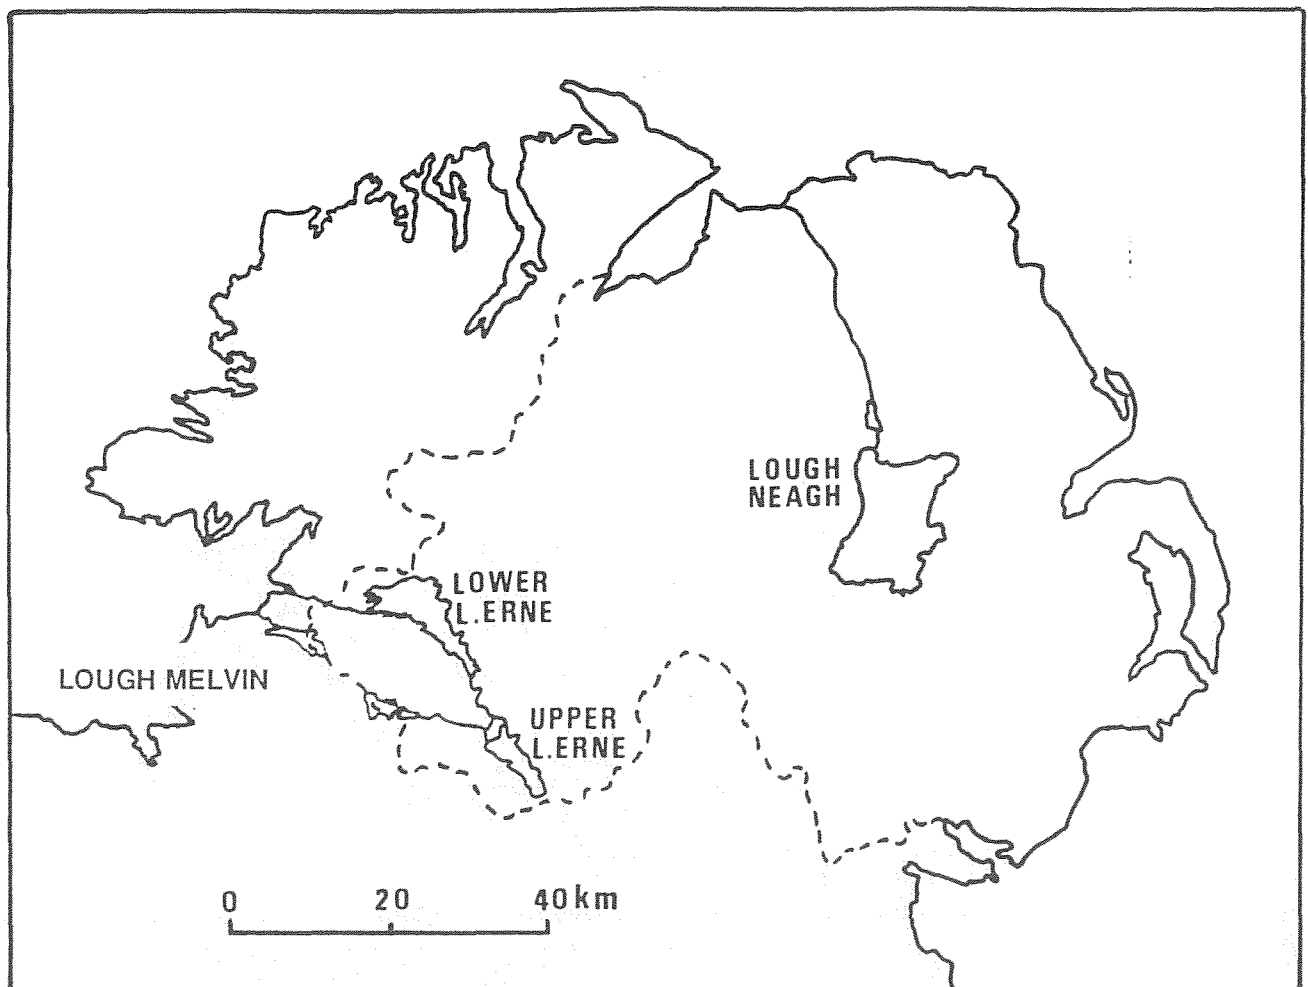 LOUGH
NEAGH
LOWER
L.ERNE
LOUGH MELVIN
UPPER
L.ERNE
0 20 40km